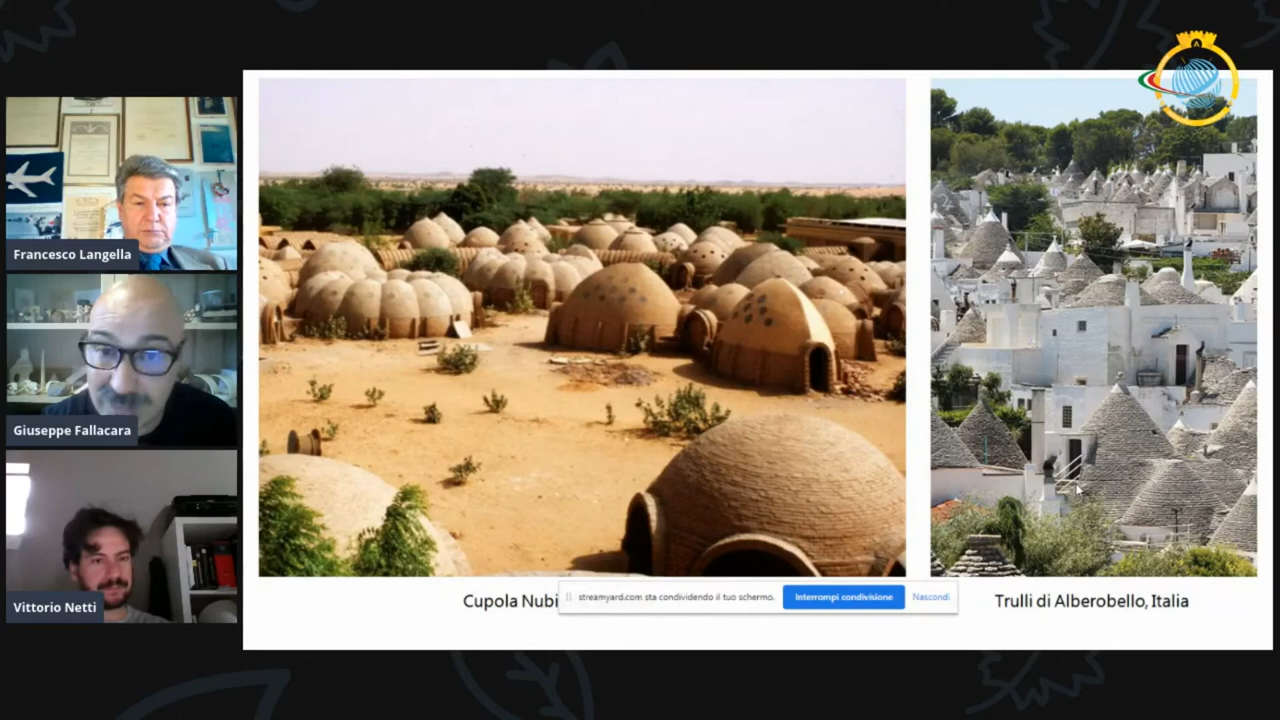 Francesco Langella
Giuseppe Fallacara
Vittorio Netti
Cupola Nubi
streamyard.com sta condividendo il tuo schermo.
Interrompi condivisione
Nascondi
Trulli di Alberobello, Italia